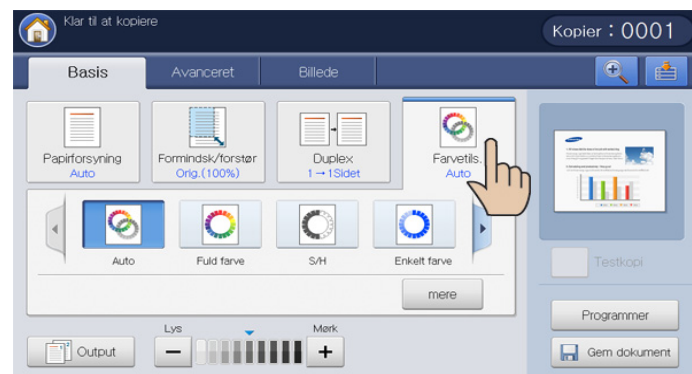 Klar til at kopiere
Kopier : 0001
Basis
Avanceret
Billede
Papirforsyning
Auto
Formindsk/forstør
Orig.(100%)
Duplex
1→1Sidet
Farvetils.
Auto
Auto
Fuld farve
S/H
Enkelt farve
mere
Testkopi
Lys
Mørk
Output
Programmer
Gem dokument